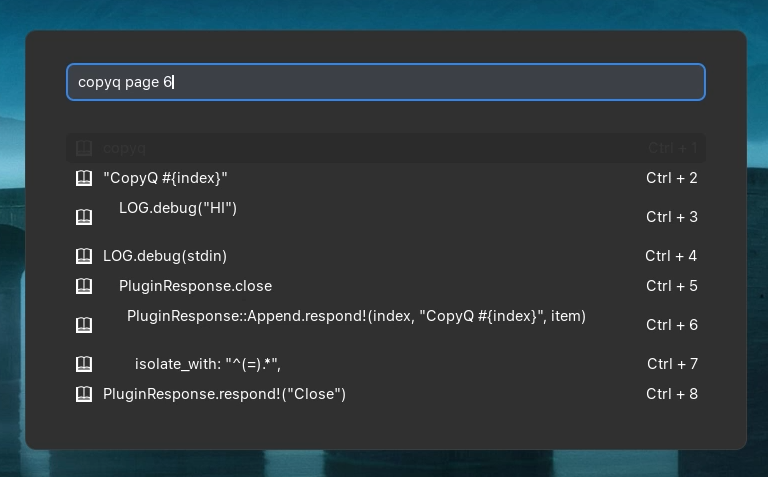 copyq page 6
copyq Ctrl + 1
"CopyQ #{index}" Ctrl + 2
LOG.debug("HI") Ctrl + 3
LOG.debug(stdin) Ctrl + 4
PluginResponse.close Ctrl + 5
PluginResponse::Append.respond!(index, "CopyQ #{index}", item) Ctrl + 6
isolate_with: "^(=).*", Ctrl + 7
PluginResponse.respond!("Close") Ctrl + 8